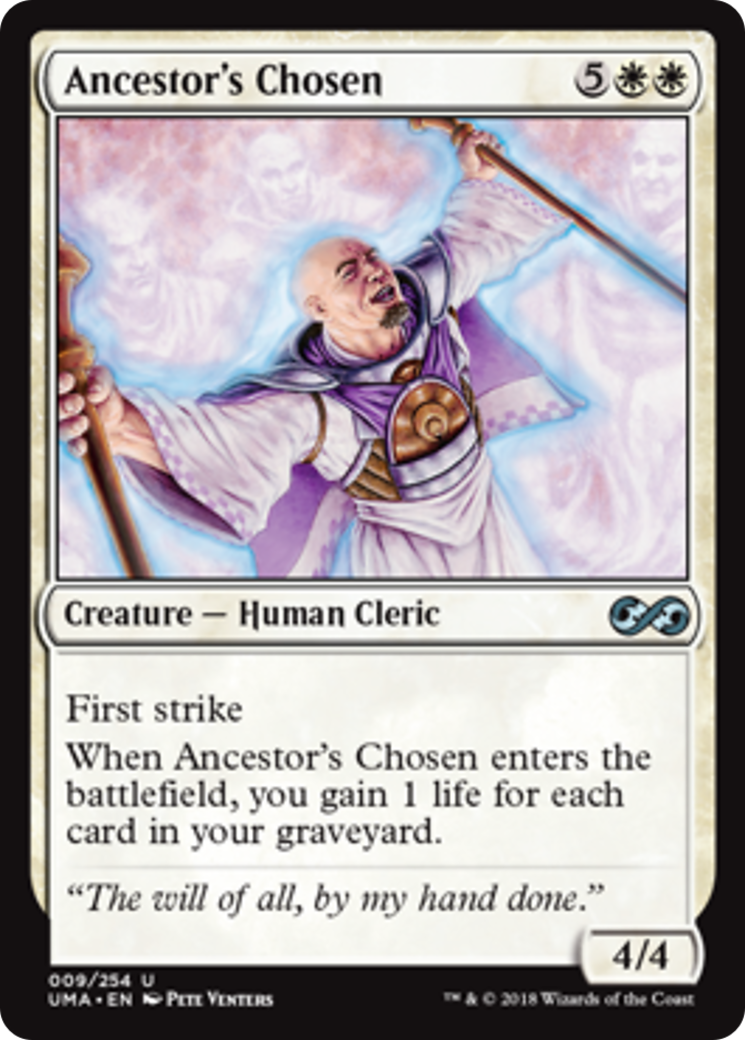 Ancestor's Chosen 5
Creature — Human Cleric
First strike
When Ancestor's Chosen enters the
battlefield, you gain 1 life for each
card in your graveyard.
“The will of all, by my hand done.”
4/4
009/254 U
UMA • EN Pete Venters
™ & © 2018 Wizards of the Coast